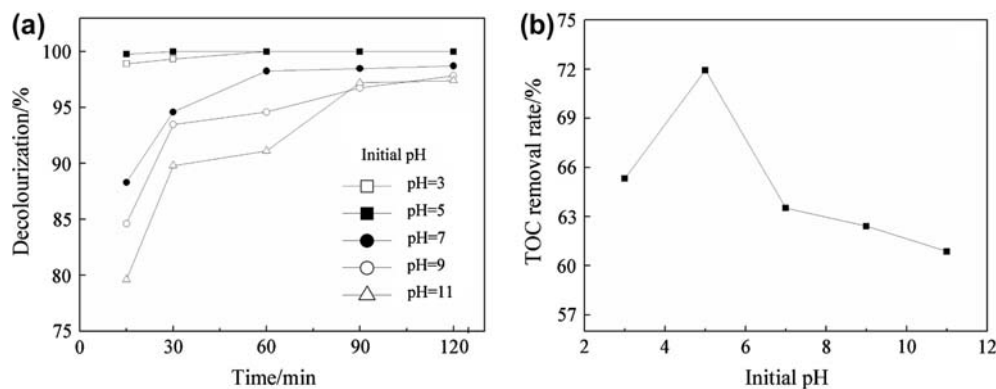 (a)
100
95
90
85
80
75
Decolourization/%
Initial pH
pH=3
pH=5
pH=7
pH=9
pH=11
0 30 60 90 120
Time/min
(b)
75
72
69
66
63
60
57
TOC removal rate/%
2 4 6 8 10 12
Initial pH